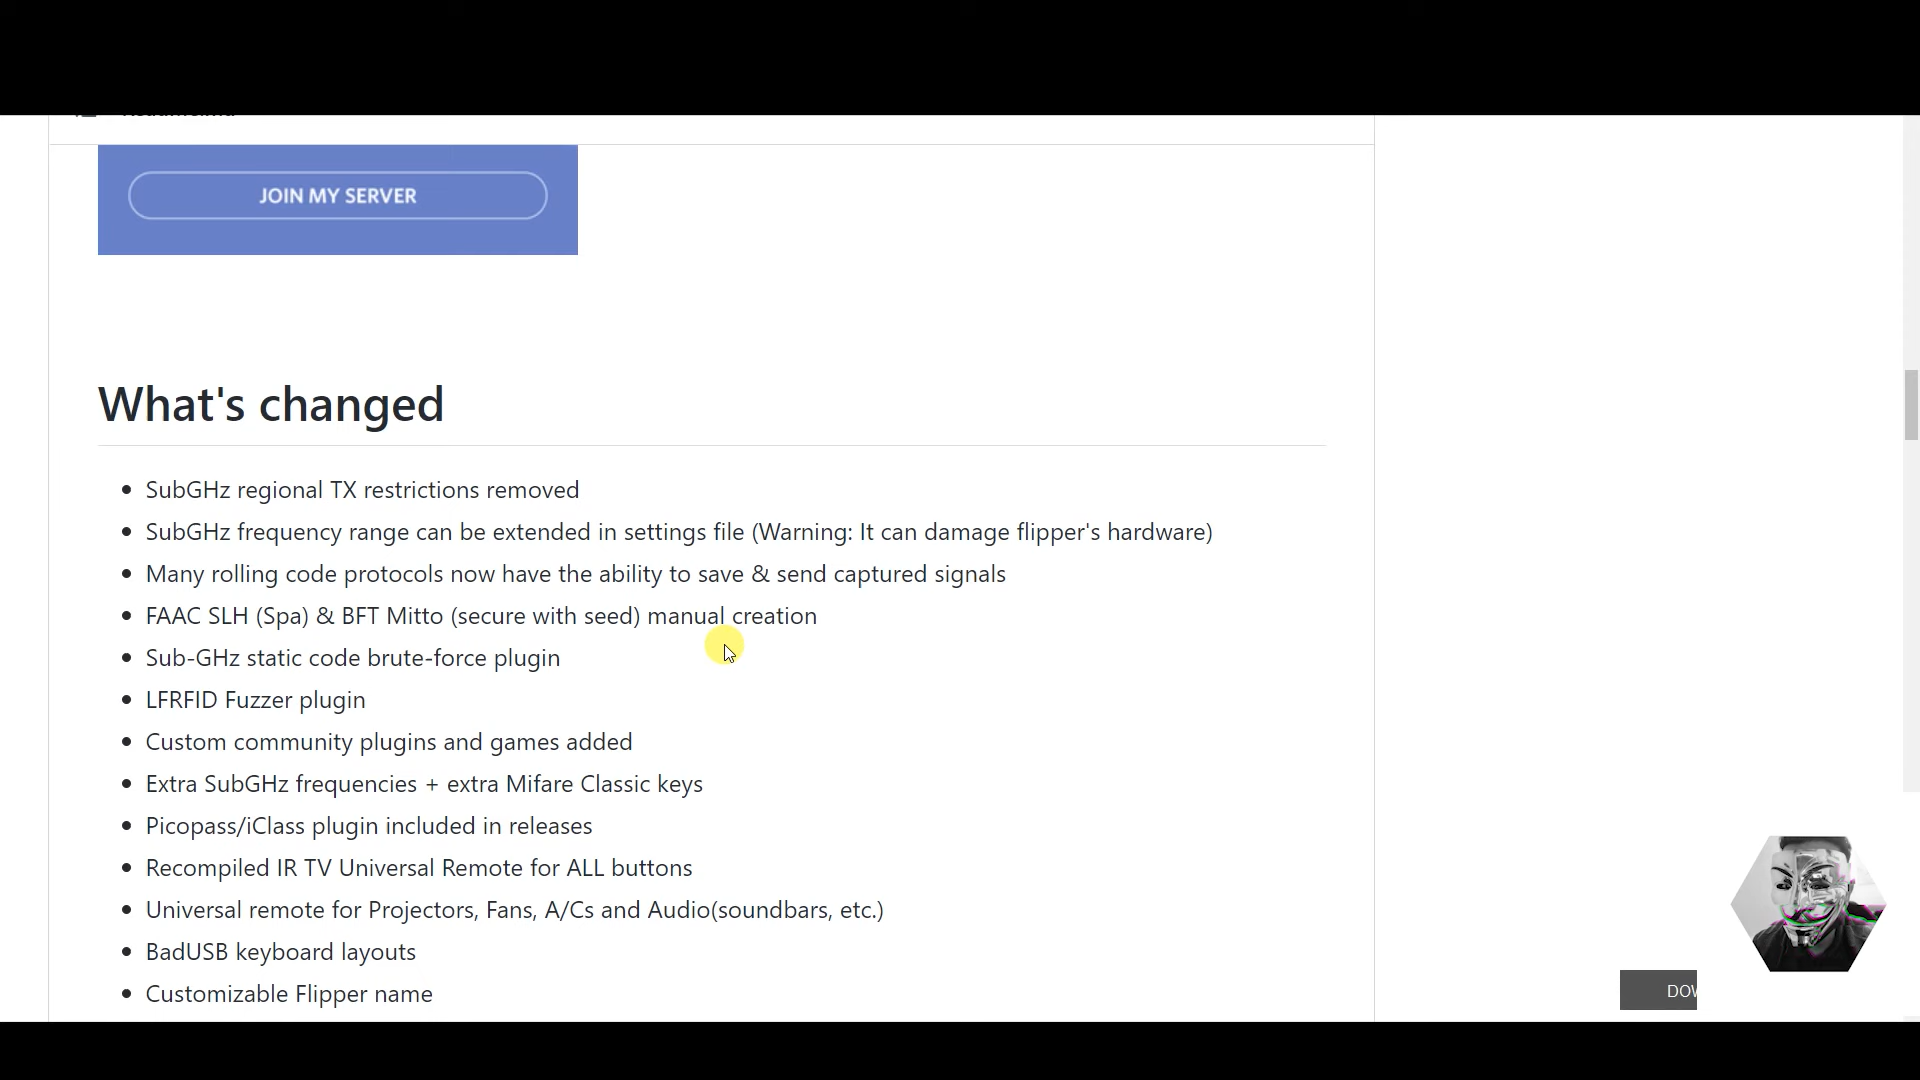 JOIN MY SERVER
What's changed
SubGHz regional TX restrictions removed
SubGHz frequency range can be extended in settings file (Warning: It can damage flipper's hardware)
Many rolling code protocols now have the ability to save & send captured signals
FAAC SLH (Spa) & BFT Mitto (secure with seed) manual creation
Sub-GHz static code brute-force plugin
LFRFID Fuzzer plugin
Custom community plugins and games added
Extra SubGHz frequencies + extra Mifare Classic keys
Picopass/iClass plugin included in releases
Recompiled IR TV Universal Remote for ALL buttons
Universal remote for Projectors, Fans, A/Cs and Audio(soundbars, etc.)
BadUSB keyboard layouts
Customizable Flipper name